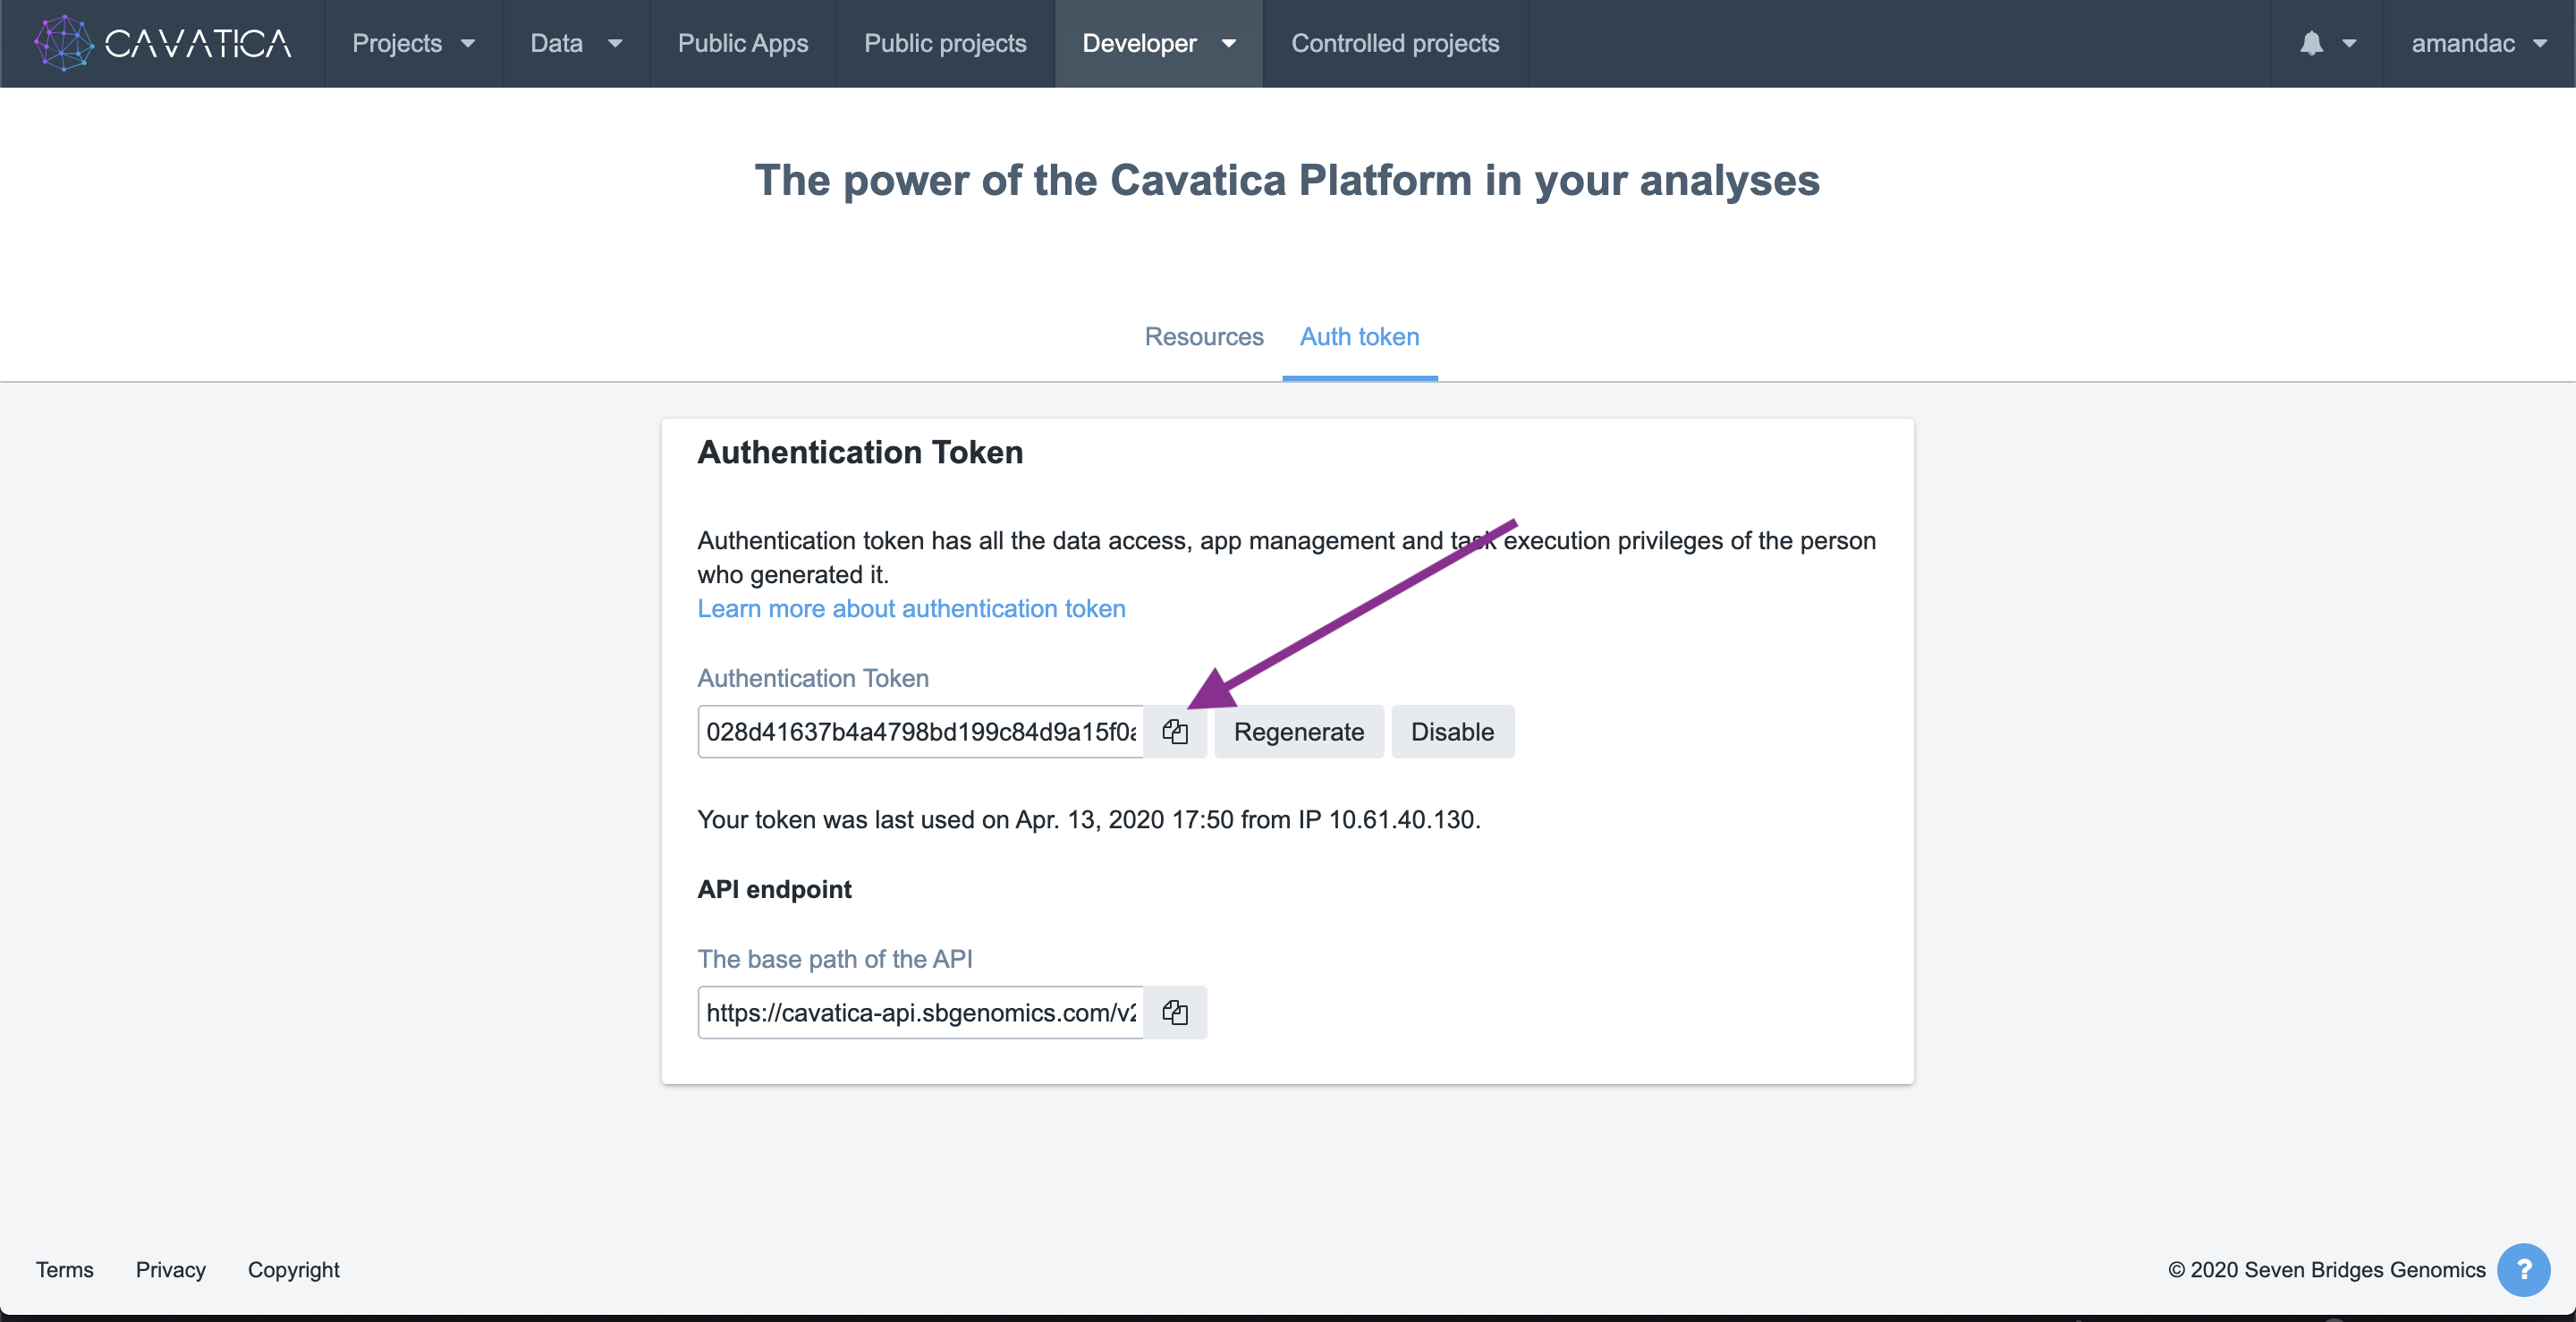 CAVATICA Projects Data Public Apps Public projects Developer Controlled projects amandac
The power of the Cavatica Platform in your analyses
Resources Auth token
Authentication Token
Authentication token has all the data access, app management and task execution privileges of the person
who generated it.
Learn more about authentication token
Authentication Token
028d41637b4a4798bd199c84d9a15f0a Regenerate Disable
Your token was last used on Apr. 13, 2020 17:50 from IP 10.61.40.130.
API endpoint
The base path of the API
https://cavatica-api.sbgenomics.com/v2
Terms Privacy Copyright © 2020 Seven Bridges Genomics ?